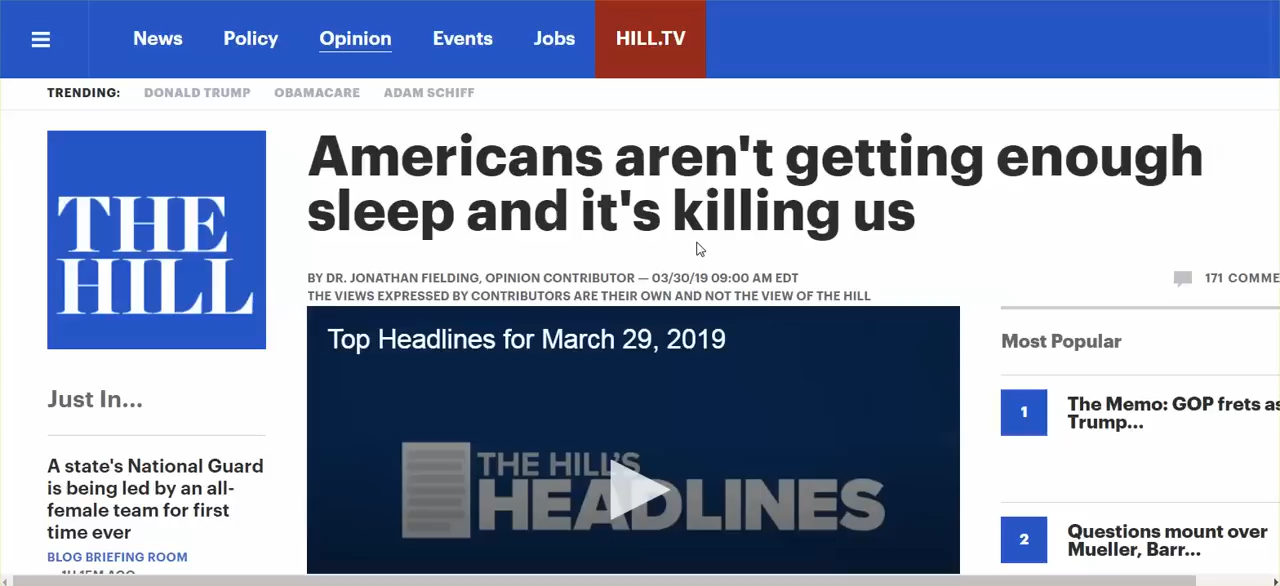 News Policy Opinion Events Jobs HILL.TV
TRENDING: DONALD TRUMP OBAMACARE ADAM SCHIFF
THE
HILL
Americans aren't getting enough
sleep and it's killing us
BY DR. JONATHAN FIELDING, OPINION CONTRIBUTOR — 03/30/19 09:00 AM EDT
171 COMME
THE VIEWS EXPRESSED BY CONTRIBUTORS ARE THEIR OWN AND NOT THE VIEW OF THE HILL
Top Headlines for March 29, 2019
THE HILL'S
HEADLINES
Just In...
A state's National Guard
is being led by an all-
female team for first
time ever
BLOG BRIEFING ROOM
Most Popular
1
The Memo: GOP frets as
Trump...
2
Questions mount over
Mueller, Barr...